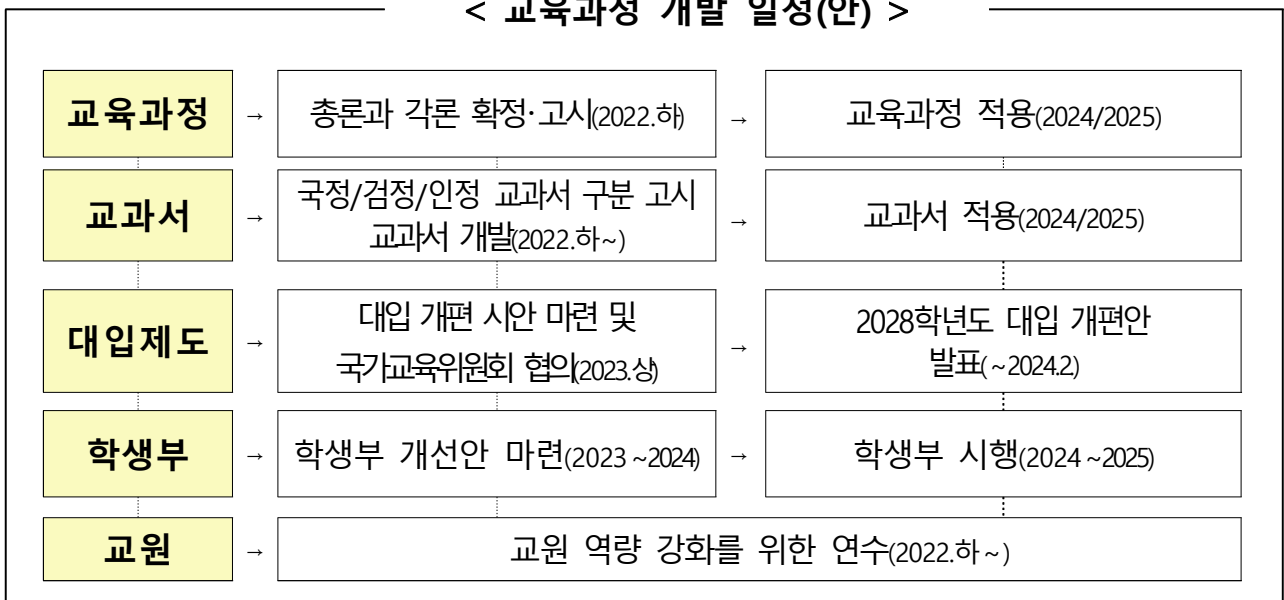 < 교육과정 개발 일정(안) >
교육과정 → 총론과 각론 확정·고시(2022.하) → 교육과정 적용(2024/2025)
교과서 → 국정/검정/인정 교과서 구분 고시
교과서 개발(2022.하~) → 교과서 적용(2024/2025)
대입제도 → 대입 개편 시안 마련 및
국가교육위원회 협의(2023.상) → 2028학년도 대입 개편안
발표(~2024.2)
학생부 → 학생부 개선안 마련(2023 ~2024) → 학생부 시행(2024 ~2025)
교원 → 교원 역량 강화를 위한 연수(2022.하 ~)